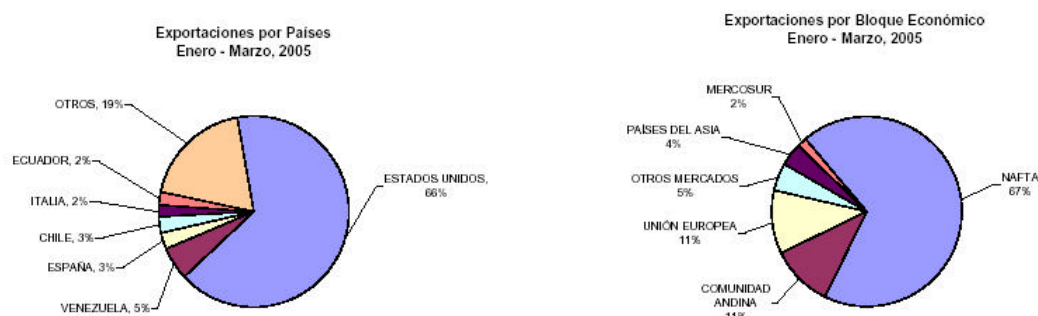 Exportaciones por Países
Enero - Marzo, 2005
OTROS, 19%
ECUADOR, 2%
ITALIA, 2%
CHILE, 3%
ESPAÑA, 3%
VENEZUELA, 5%
ESTADOS UNIDOS,
66%
Exportaciones por Bloque Económico
Enero - Marzo, 2005
MERCOSUR
2%
PAÍSES DEL ASIA
4%
OTROS MERCADOS
5%
UNIÓN EUROPEA
11%
COMUNIDAD
ANDINA
11%
NAFTA
67%